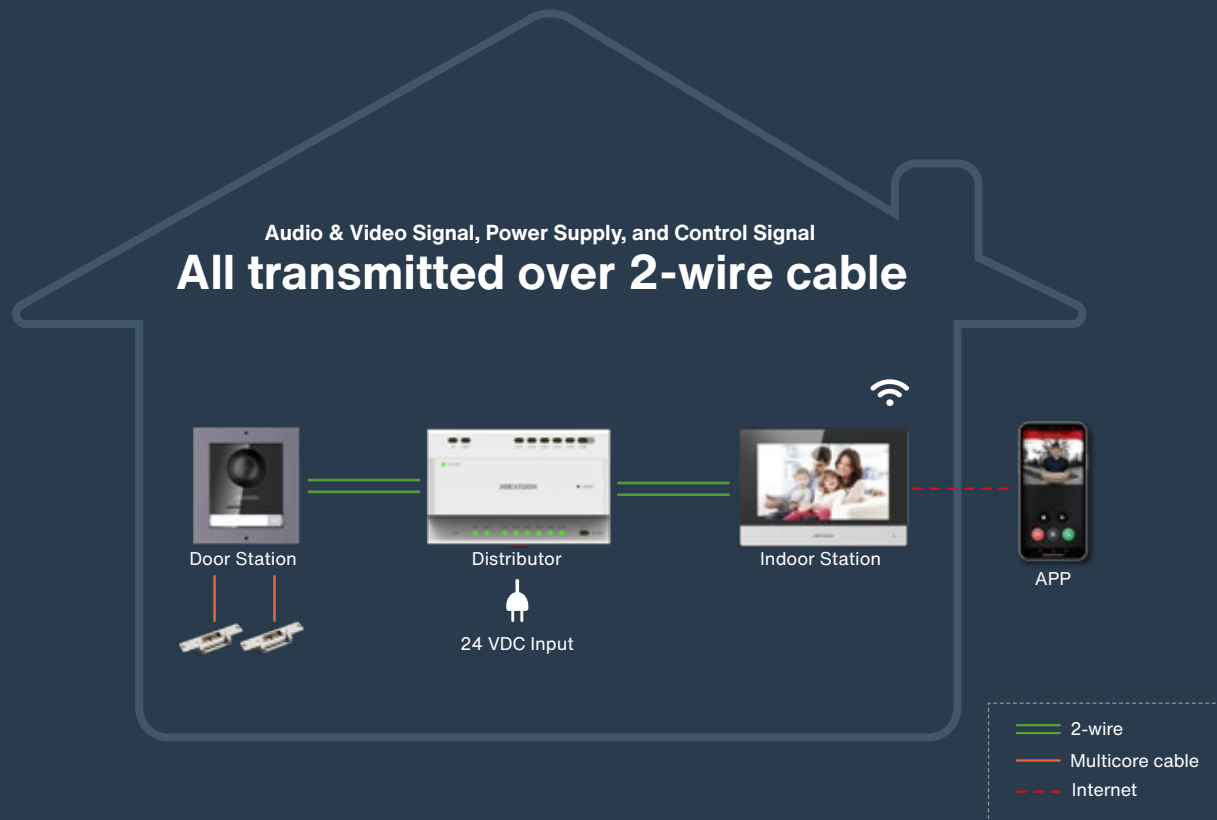 Audio & Video Signal, Power Supply, and Control Signal
All transmitted over 2-wire cable
HIKVISION
Door Station
Distributor
Indoor Station
APP
24 VDC Input
2-wire
Multicore cable
Internet